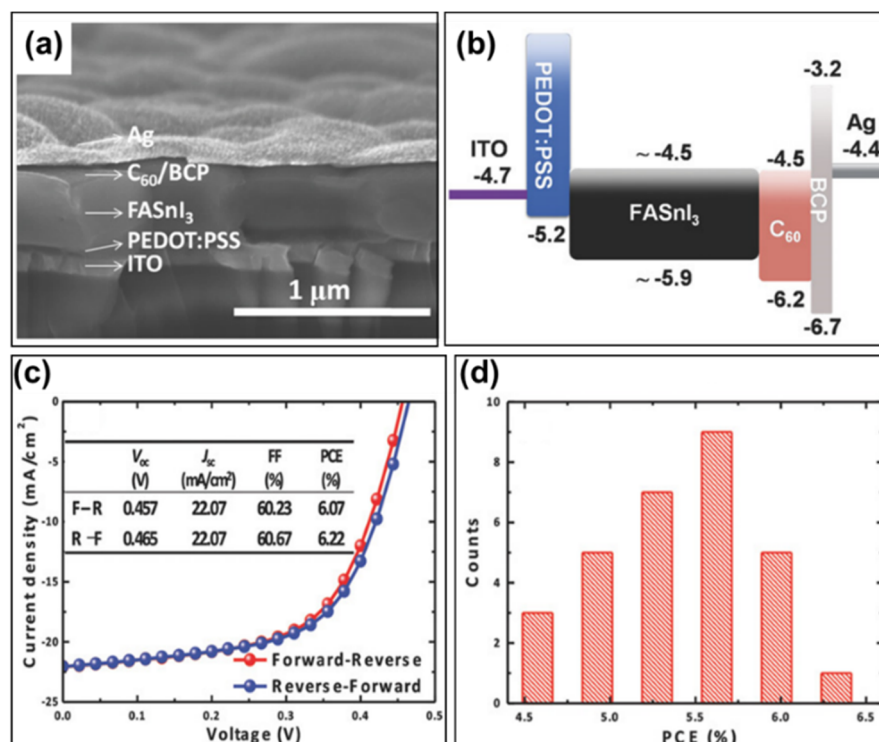 (a)
Ag
C₆₀/BCP
FASnI₃
PEDOT:PSS
ITO
1 μm
(b)
-3.2
PEDOT:PSS
ITO
-4.7
~ -4.5
-4.5
Ag
-4.4
BCP
FASnI₃
C₆₀
-5.2
~ -5.9
-6.2
-6.7
(c)
0
-5
-10
-15
-20
-25
Current density (mA/cm²)
Voc Jsc FF PCE
(V) (mA/cm²) (%) (%)
F–R 0.457 22.07 60.23 6.07
R–F 0.465 22.07 60.67 6.22
Forward-Reverse
Reverse-Forward
0.0 0.1 0.2 0.3 0.4 0.5
Voltage (V)
(d)
10
8
6
4
2
0
Counts
4.5 5.0 5.5 6.0 6.5
PCE (%)